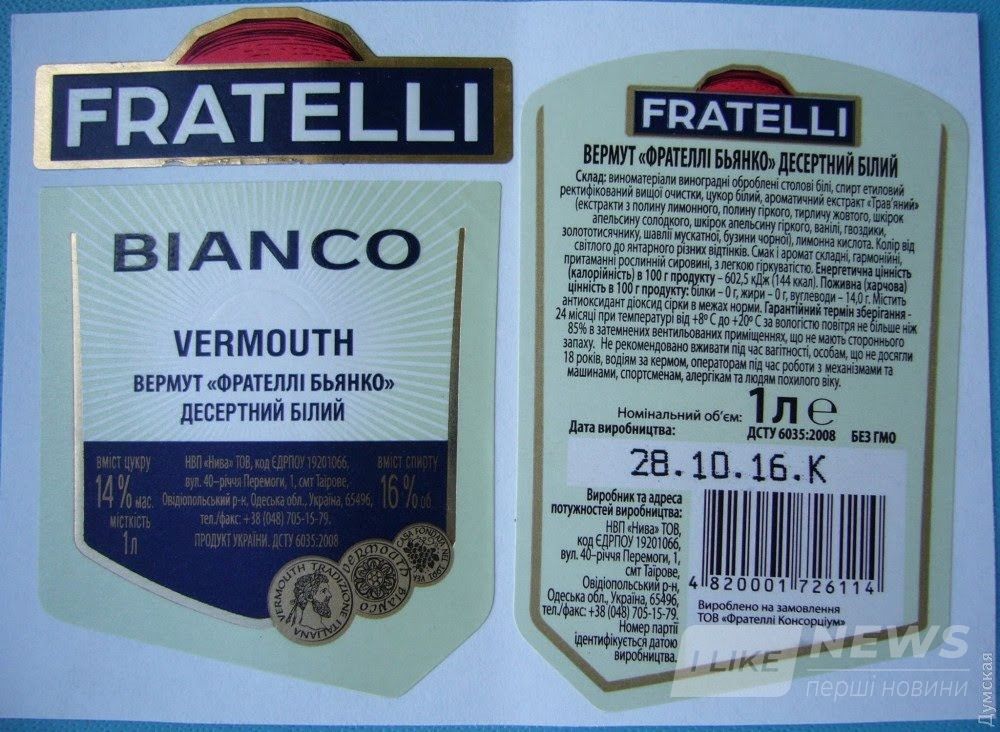 FRATELLI
BIANCO
VERMOUTH
ВЕРМУТ «ФРАТЕЛЛІ БЬЯНКО»
ДЕСЕРТНИЙ БІЛИЙ
вміст цукру
14 % мас.
місткість
1л
НВП «Нива» ТОВ, код ЄДРПОУ 19201066,
вул. 40–річчя Перемоги, 1, смт Таїрове,
Овідіопольський р-н, Одеська обл., Україна, 65496,
тел./факс: +38 (048) 705-15-79.
ПРОДУКТ УКРАЇНИ. ДСТУ 6035:2008
вміст спирту
16 % об.
VERMOUTH TRADIZIONE ITALIANA
VERMOUTH BIANCO
CASA FONDATA NEL
FRATELLI
ВЕРМУТ «ФРАТЕЛЛІ БЬЯНКО» ДЕСЕРТНИЙ БІЛИЙ
Склад: виноматеріали виноградні оброблені столові білі, спирт етиловий
ректифікований вищої очистки, цукор білий, ароматичний екстракт «Трав'яний»
(екстракти з полину лимонного, полину гіркого, тирличу жовтого, шкірок
апельсину солодкого, шкірок апельсину гіркого, ванілі, гвоздики,
золототисячнику, шавлії мускатної, бузини чорної), лимонна кислота. Колір від
світлого до янтарного різних відтінків. Смак і аромат складні, гармонійні,
притаманні рослинній сировині, з легкою гіркуватістю. Енергетична цінність
(калорійність) в 100 г продукту – 602,5 кДж (144 ккал). Поживна (харчова)
цінність в 100 г продукту: білки – 0 г, жири – 0 г, вуглеводи – 14,0 г. Містить
антиоксидант діоксид сірки в межах норми. Гарантійний термін зберігання -
24 місяці при температурі від +8° С до +20° С за вологістю повітря не більше ніж
85% в затемнених вентильованих приміщеннях, що не мають стороннього
запаху. Не рекомендовано вживати під час вагітності, особам, що не досягли
18 років, водіям за кермом, операторам під час роботи з механізмами та
машинами, спортсменам, алергікам та людям похилого віку.
Номінальний об'єм: 1л ℮
Дата виробництва: ДСТУ 6035:2008 БЕЗ ГМО
28.10.16.К
Виробник та адреса
потужностей виробництва:
НВП «Нива» ТОВ,
код ЄДРПОУ 19201066,
вул. 40–річчя Перемоги, 1,
смт Таїрове,
Овідіопольський р-н,
Одеська обл., Україна, 65496,
тел./факс: +38 (048) 705-15-79.
Номер партії
ідентифікується датою
виробництва.
4 820001 726114
Вироблено на замовлення
ТОВ «Фрателлі Консорціум»
I LIKE NEWS
перші новини
Думская